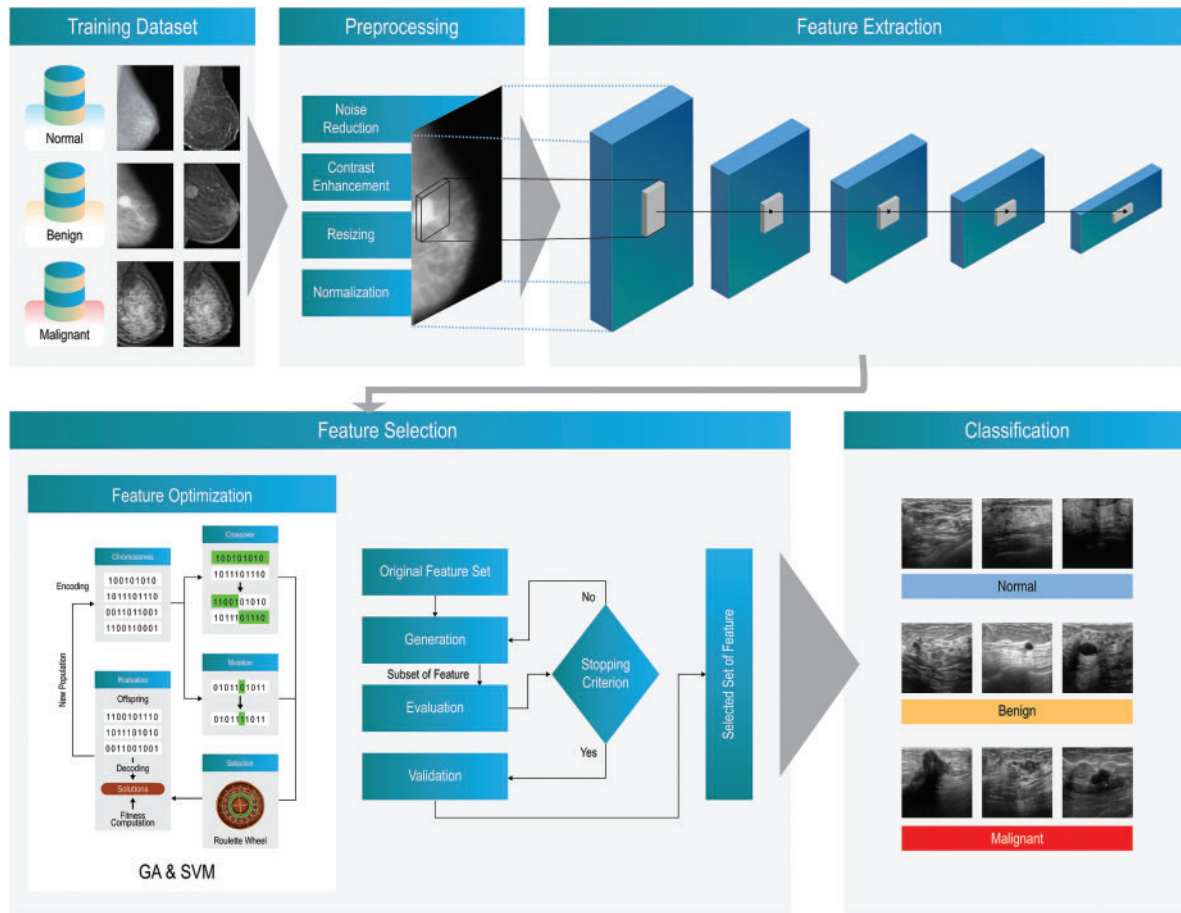 Training Dataset
Normal
Benign
Malignant
Preprocessing
Noise
Reduction
Contrast
Enhancement
Resizing
Normalization
Feature Extraction
Feature Selection
Feature Optimization
Encoding
New Population
Chromosomes
100101010
1011101110
0011011001
1100110001
Crossover
100101010
1011101110
1100101010
1011101110
Rvaluation
Offspring
1100101110
1011101010
0011001001
Decoding
Solutions
Fitness
Computation
Mutation
0101101011
0101111011
Selection
Roulette Wheel
GA & SVM
Original Feature Set
Generation
Subset of Feature
Evaluation
Validation
No
Stopping
Criterion
Yes
Selected Set of Feature
Classification
Normal
Benign
Malignant